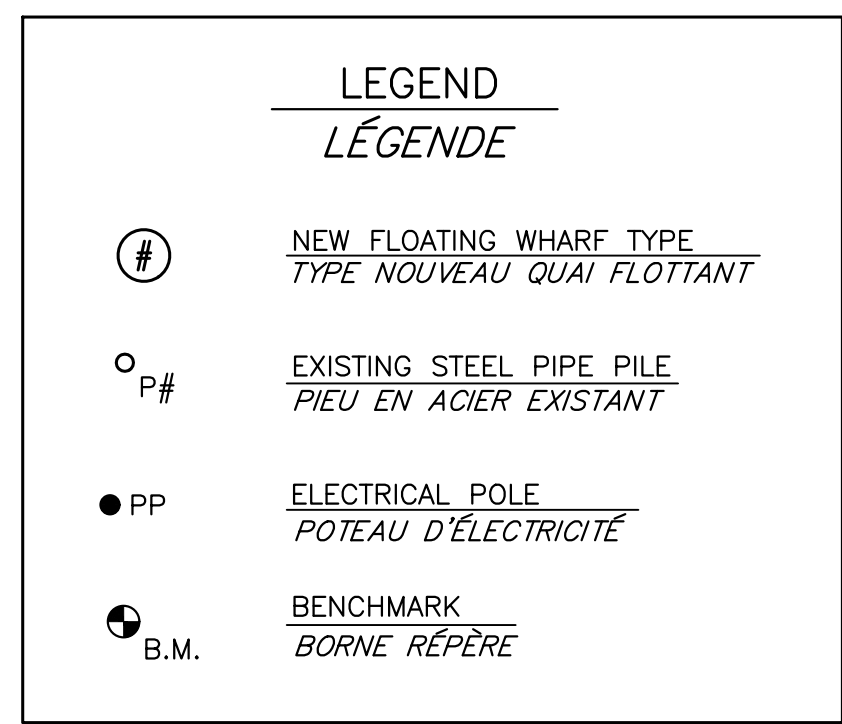 LEGEND
LÉGENDE
#
NEW FLOATING WHARF TYPE
TYPE NOUVEAU QUAI FLOTTANT
P#
EXISTING STEEL PIPE PILE
PIEU EN ACIER EXISTANT
PP
ELECTRICAL POLE
POTEAU D'ÉLECTRICITÉ
B.M.
BENCHMARK
BORNE RÉPÈRE